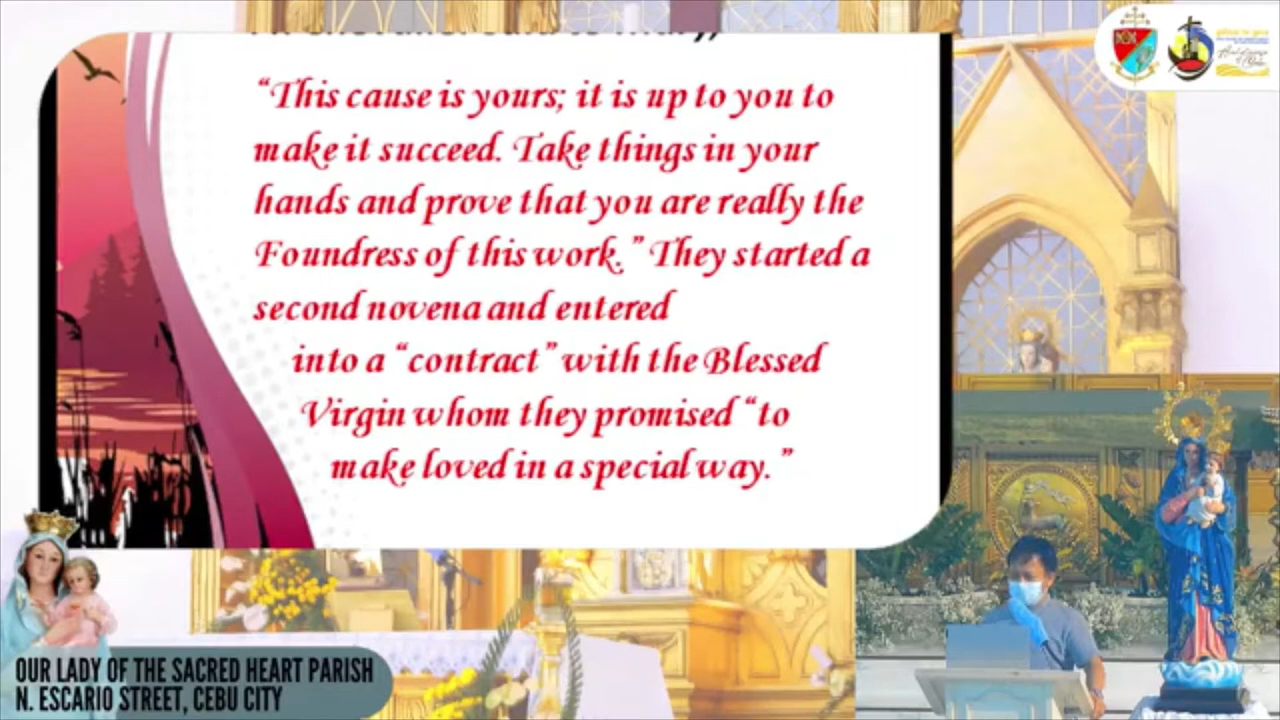 “This cause is yours; it is up to you to
make it succeed. Take things in your
hands and prove that you are really the
Foundress of this work.” They started a
second novena and entered
into a “contract” with the Blessed
Virgin whom they promised “to
make loved in a special way.”
OUR LADY OF THE SACRED HEART PARISH
N. ESCARIO STREET, CEBU CITY